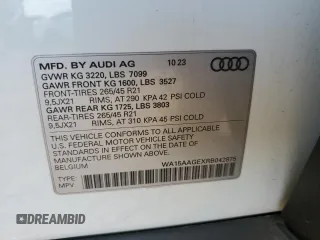 MFD. BY AUDI AG 10 23
GVWR KG 3220, LBS 7099
GAWR FRONT KG 1600, LBS 3527
FRONT-TIRES 265/45 R21
9,5JX21 RIMS, AT 290 KPA 42 PSI COLD
GAWR REAR KG 1725, LBS 3803
REAR-TIRES 265/45 R21
9,5JX21 RIMS, AT 310 KPA 45 PSI COLD
THIS VEHICLE CONFORMS TO ALL APPLICABLE
U.S. FEDERAL MOTOR VEHICLE SAFETY
STANDARDS IN EFFECT ON THE DATE OF
MANUFACTURE SHOWN ABOVE.
BELGIUM
TYPE: MPV
DREAMBID